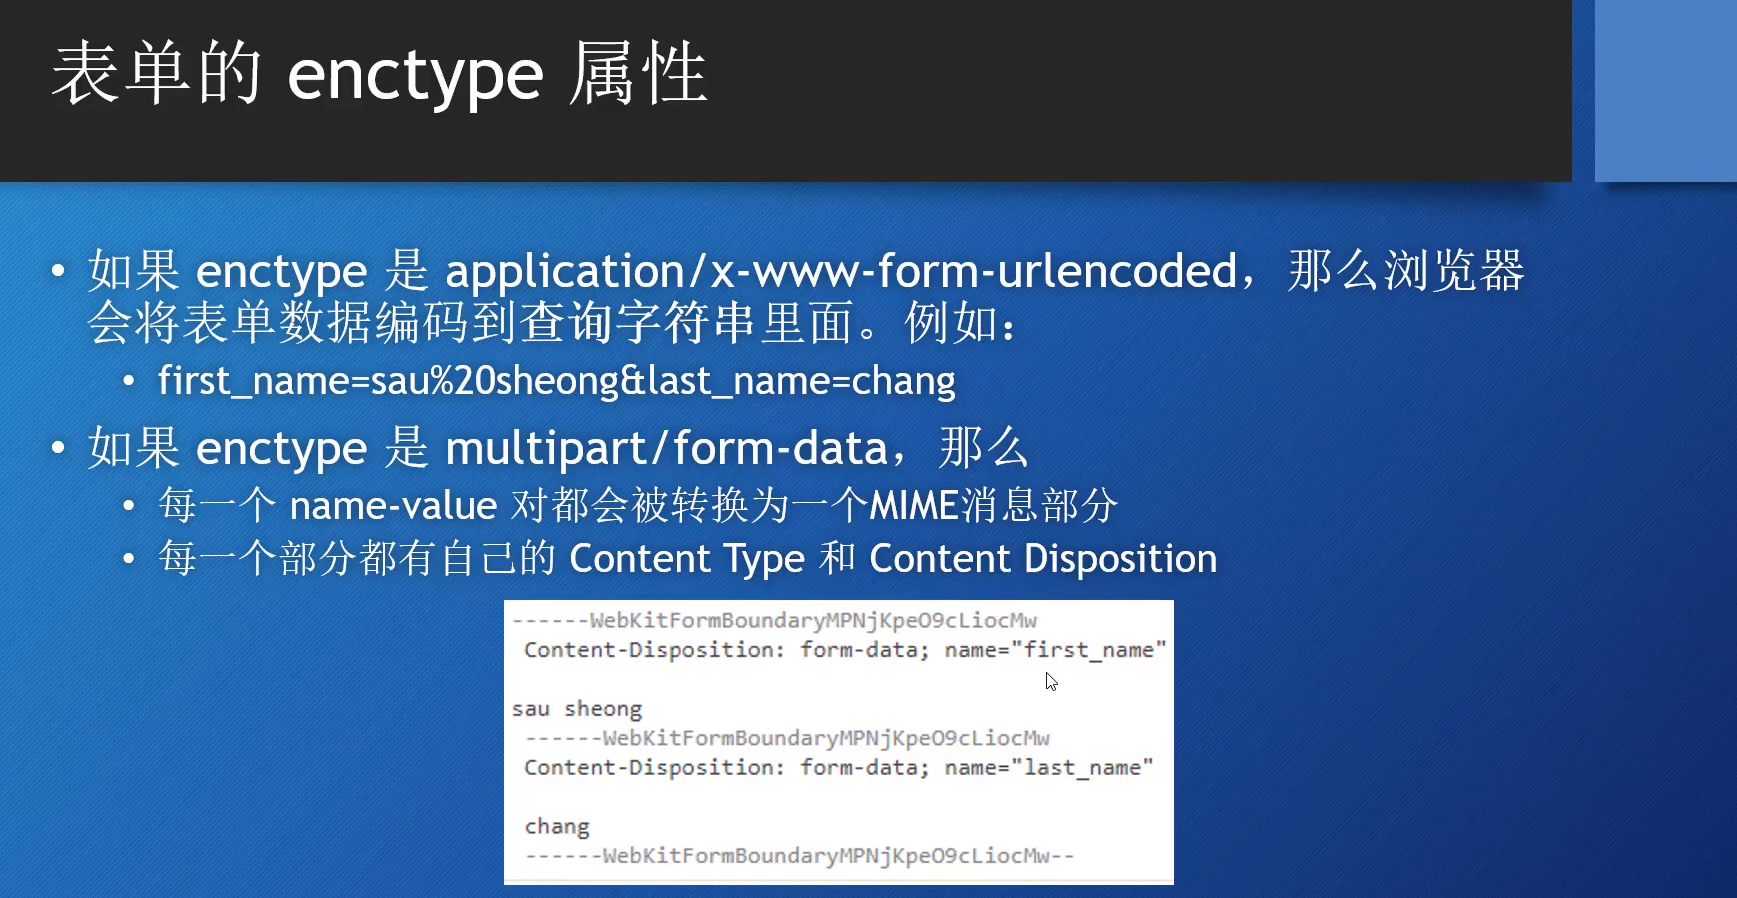 表单的 enctype 属性
• 如果 enctype 是 application/x-www-form-urlencoded，那么浏览器
会将表单数据编码到查询字符串里面。例如：
• first_name=sau%20sheong&last_name=chang
• 如果 enctype 是 multipart/form-data，那么
• 每一个 name-value 对都会被转换为一个MIME消息部分
• 每一个部分都有自己的 Content Type 和 Content Disposition
------WebKitFormBoundaryMPNjKpeO9cLiocMw
Content-Disposition: form-data; name="first_name"
sau sheong
------WebKitFormBoundaryMPNjKpeO9cLiocMw
Content-Disposition: form-data; name="last_name"
chang
------WebKitFormBoundaryMPNjKpeO9cLiocMw--